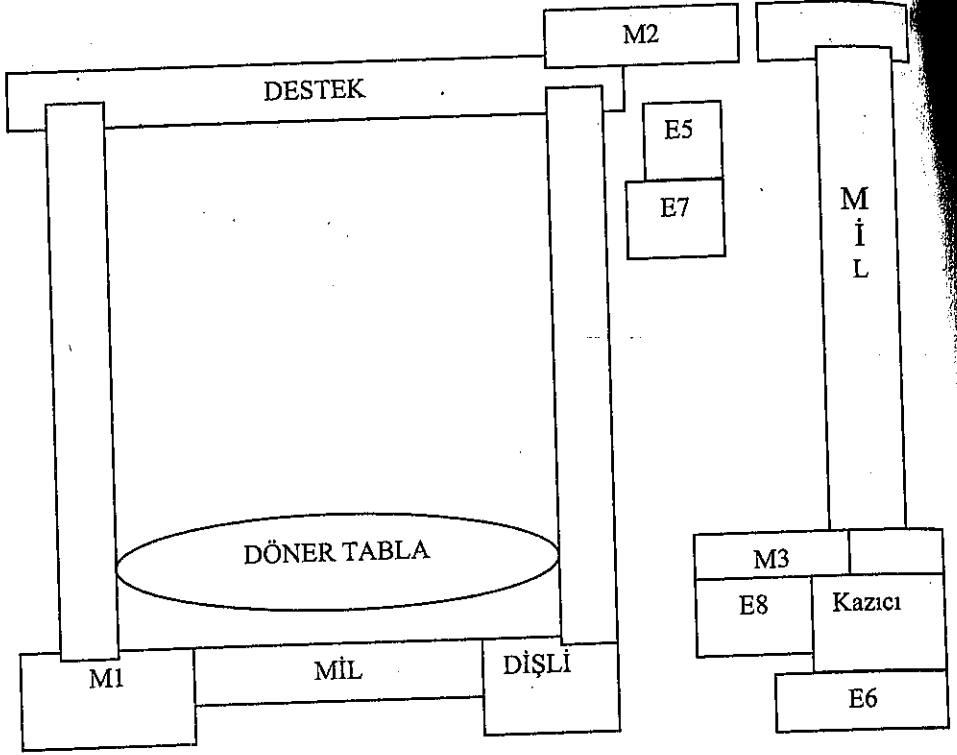 M2
DESTEK
E5
E7
M
İ
L
DÖNER TABLA
M3
E8
Kazıcı
M1
MİL
DİŞLİ
E6